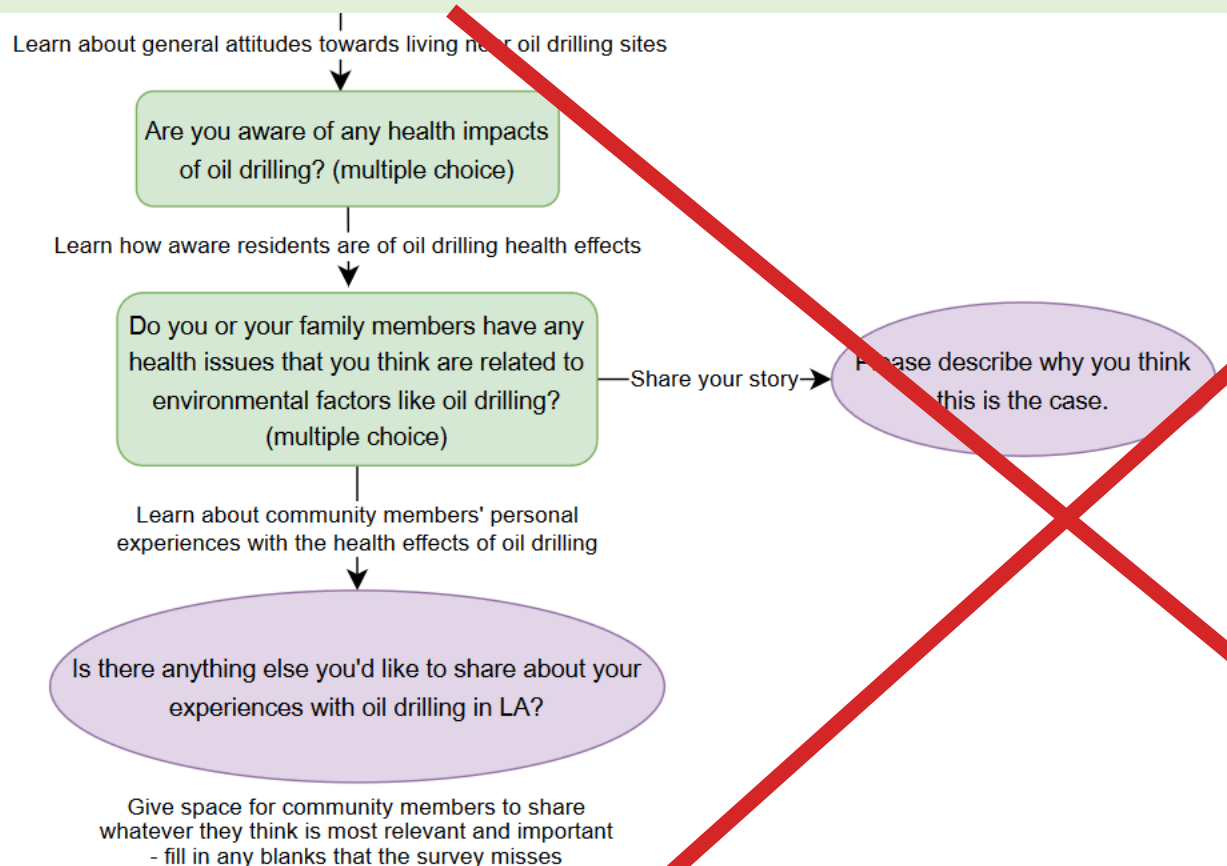 Learn about general attitudes towards living near oil drilling sites
Are you aware of any health impacts
of oil drilling? (multiple choice)
Learn how aware residents are of oil drilling health effects
Do you or your family members have any
health issues that you think are related to
environmental factors like oil drilling?
(multiple choice)
Share your story
Please describe why you think
this is the case.
Learn about community members' personal
experiences with the health effects of oil drilling
Is there anything else you'd like to share about your
experiences with oil drilling in LA?
Give space for community members to share
whatever they think is most relevant and important
- fill in any blanks that the survey misses